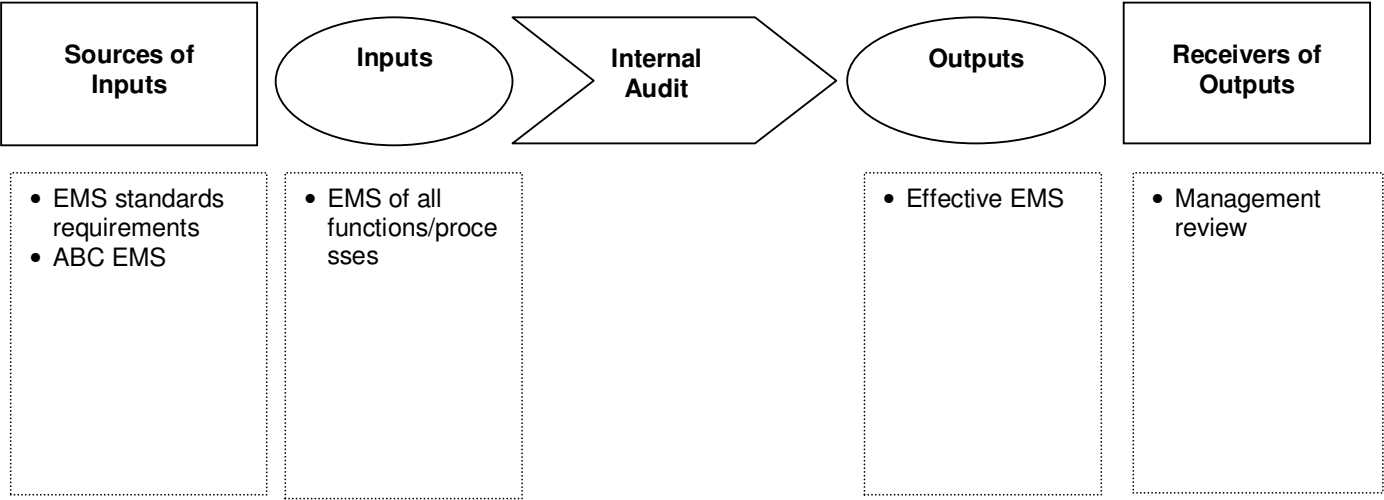 Sources of
Inputs
Inputs
Internal
Audit
Outputs
Receivers of
Outputs
• EMS standards
requirements
• ABC EMS
• EMS of all
functions/proce
sses
• Effective EMS
• Management
review